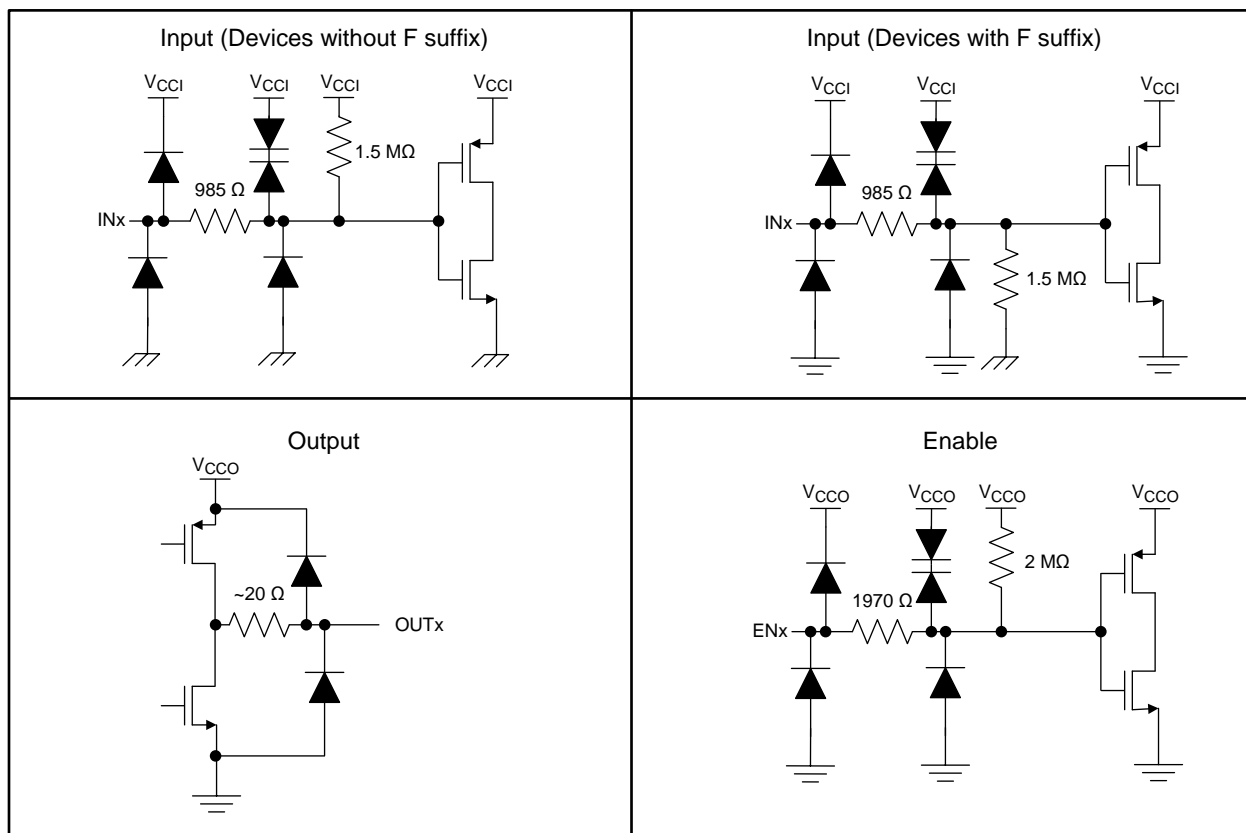 Input (Devices without F suffix)
VCCI VCCI VCCI VCCI
1.5 MΩ
985 Ω
INx
Input (Devices with F suffix)
VCCI VCCI VCCI
985 Ω
INx
1.5 MΩ
Output
VCCO
~20 Ω
OUTx
Enable
VCCO VCCO VCCO VCCO
2 MΩ
1970 Ω
ENx